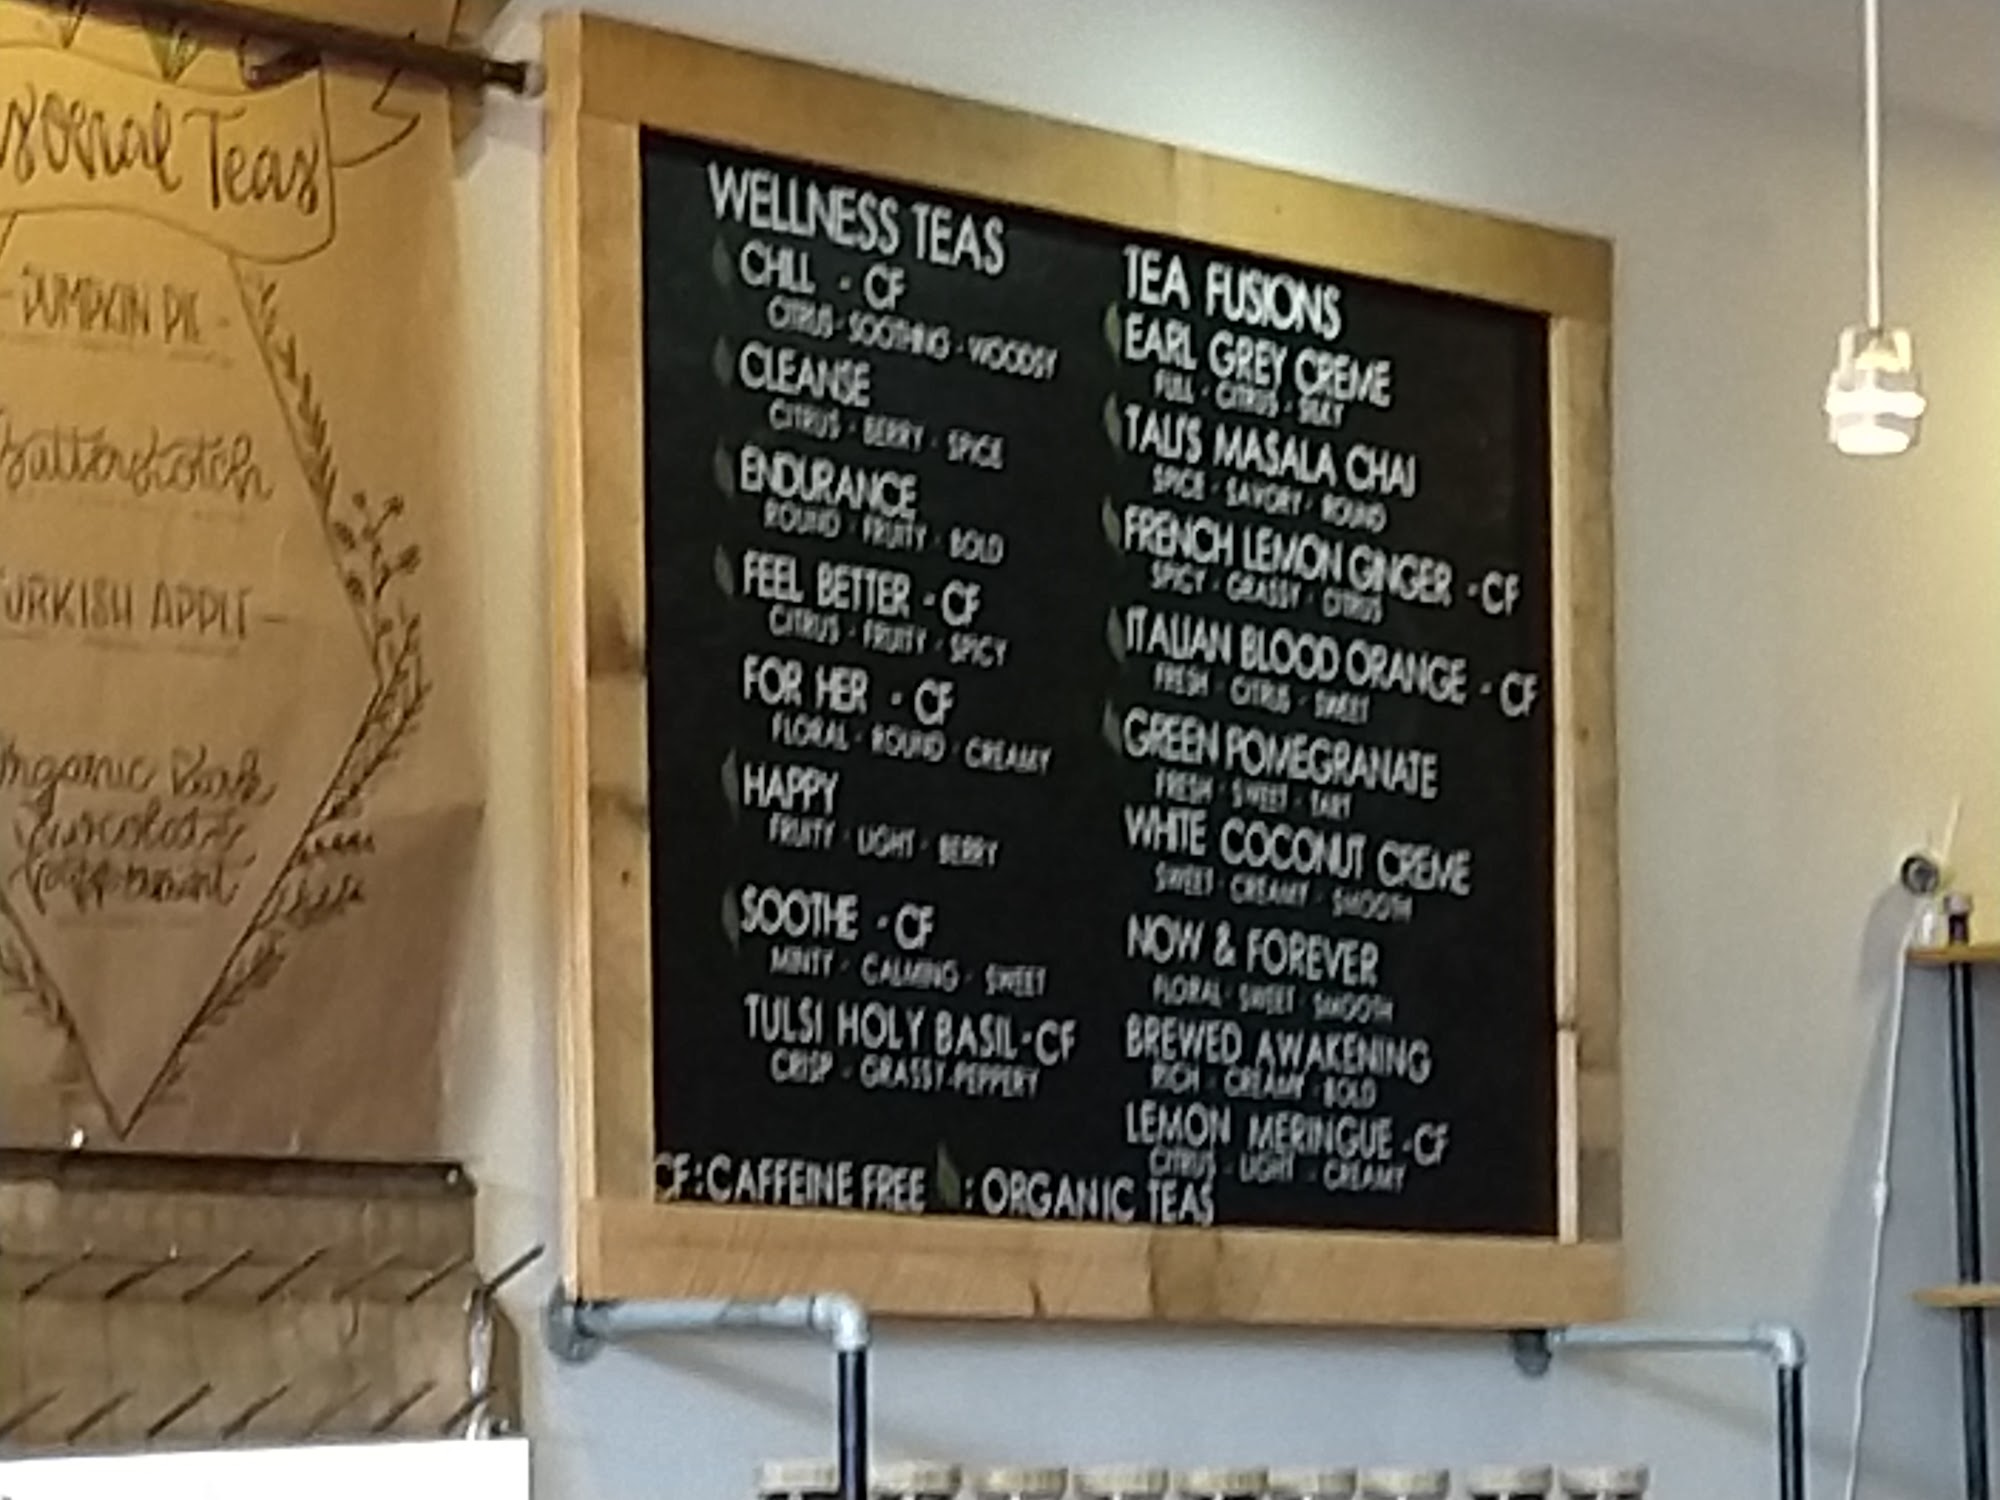 Teas
- PUMPKIN PIE -
Butterscotch
TURKISH APPLE -
Organic Dark
Chocolate
Peppermint
WELLNESS TEAS
CHILL - CF
CITRUS - SOOTHING - WOODSY
CLEANSE
CITRUS - BERRY - SPICE
ENDURANCE
ROUND - FRUITY - BOLD
FEEL BETTER - CF
CITRUS - FRUITY - SPICY
FOR HER - CF
FLORAL - ROUND - CREAMY
HAPPY
FRUITY - LIGHT - BERRY
SOOTHE - CF
MINTY - CALMING - SWEET
TULSI HOLY BASIL - CF
CRISP - GRASSY - PEPPERY
TEA FUSIONS
EARL GREY CREME
FULL - CITRUS - SILKY
TALI'S MASALA CHAI
SPICE - SAVORY - ROUND
FRENCH LEMON GINGER - CF
SPICY - GRASSY - CITRUS
ITALIAN BLOOD ORANGE - CF
FRESH - CITRUS - SWEET
GREEN POMEGRANATE
FRESH - SWEET - TART
WHITE COCONUT CREME
SWEET - CREAMY - SMOOTH
NOW & FOREVER
FLORAL - SWEET - SMOOTH
BREWED AWAKENING
RICH - CREAMY - BOLD
LEMON MERINGUE - CF
CITRUS - LIGHT - CREAMY
CF : CAFFEINE FREE : ORGANIC TEAS